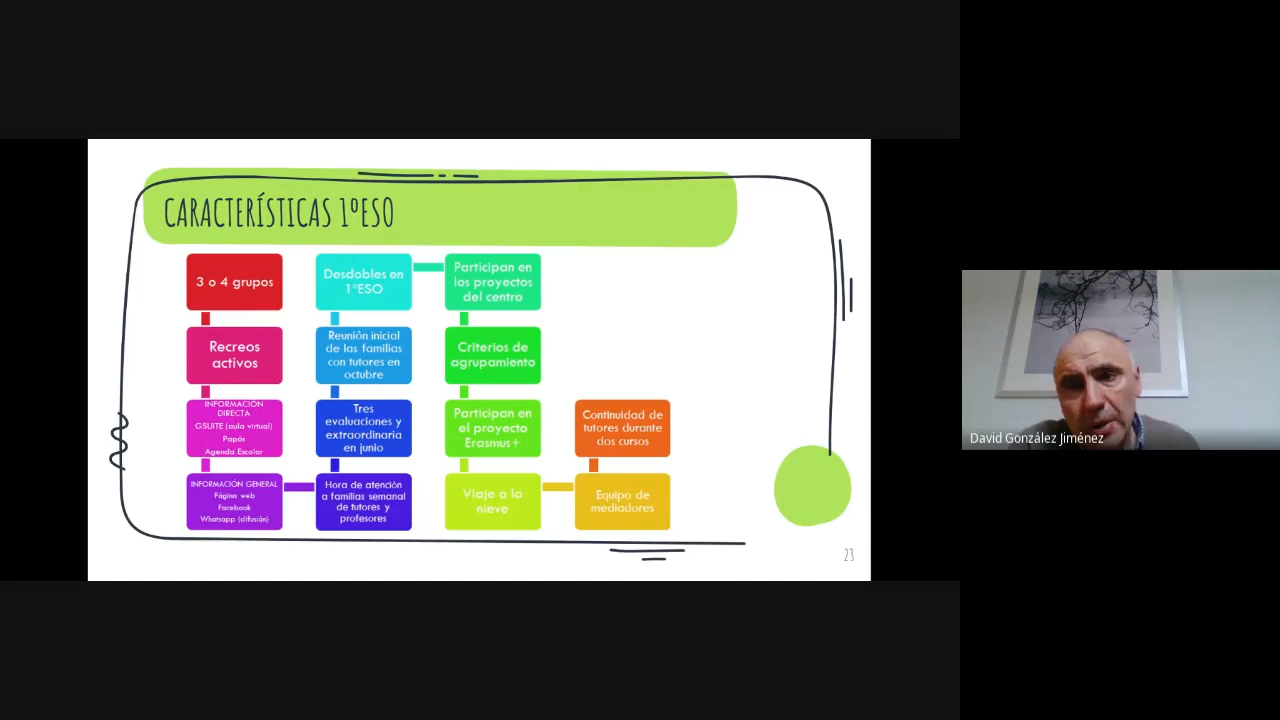 CARACTERÍSTICAS 1ºESO
3 o 4 grupos
Recreos
activos
INFORMACIÓN
DIRECTA
GSUITE (aula virtual)
Papás
Agenda Escolar
INFORMACIÓN GENERAL
Página web
Facebook
Whatsapp (difusión)
Hora de atención
a familias semanal
de tutores y
profesores
Tres
evaluaciones y
extraordinaria
en junio
Reunión inicial
de las familias
con tutores en
octubre
Desdobles en
1ºESO
Participan en
los proyectos
del centro
Criterios de
agrupamiento
Participan en
el proyecto
Erasmus+
Viaje a la
nieve
Equipo de
mediadores
Continuidad de
tutores durante
dos cursos
23
David González Jiménez